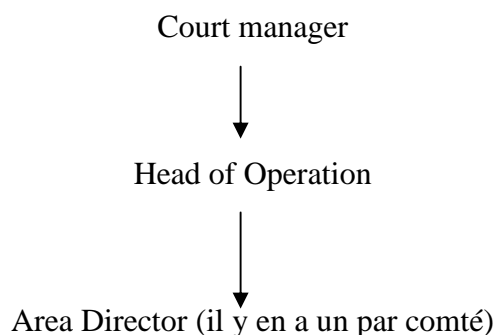 Court manager
Head of Operation
Area Director (il y en a un par comté)